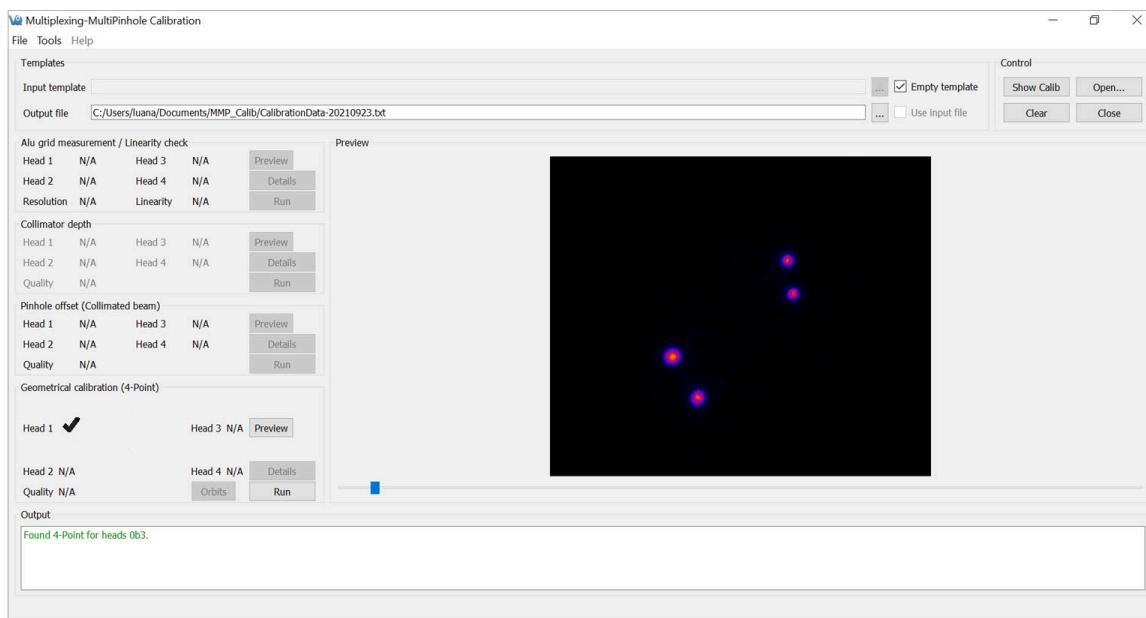 Multiplexing-MultiPinhole Calibration
File Tools Help
Templates
Input template ... Empty template
Output file C:/Users/luana/Documents/MMP_Calib/CalibrationData-20210923.txt ... Use input file
Control
Show Calib Open...
Clear Close
Alu grid measurement / Linearity check
Head 1 N/A Head 3 N/A Preview
Head 2 N/A Head 4 N/A Details
Resolution N/A Linearity N/A Run
Collimator depth
Head 1 N/A Head 3 N/A Preview
Head 2 N/A Head 4 N/A Details
Quality N/A Run
Pinhole offset (Collimated beam)
Head 1 N/A Head 3 N/A Preview
Head 2 N/A Head 4 N/A Details
Quality N/A Run
Geometrical calibration (4-Point)
Head 1 Head 3 N/A Preview
Head 2 N/A Head 4 N/A Details
Quality N/A Orbits Run
Preview
Output
Found 4-Point for heads 0b3.